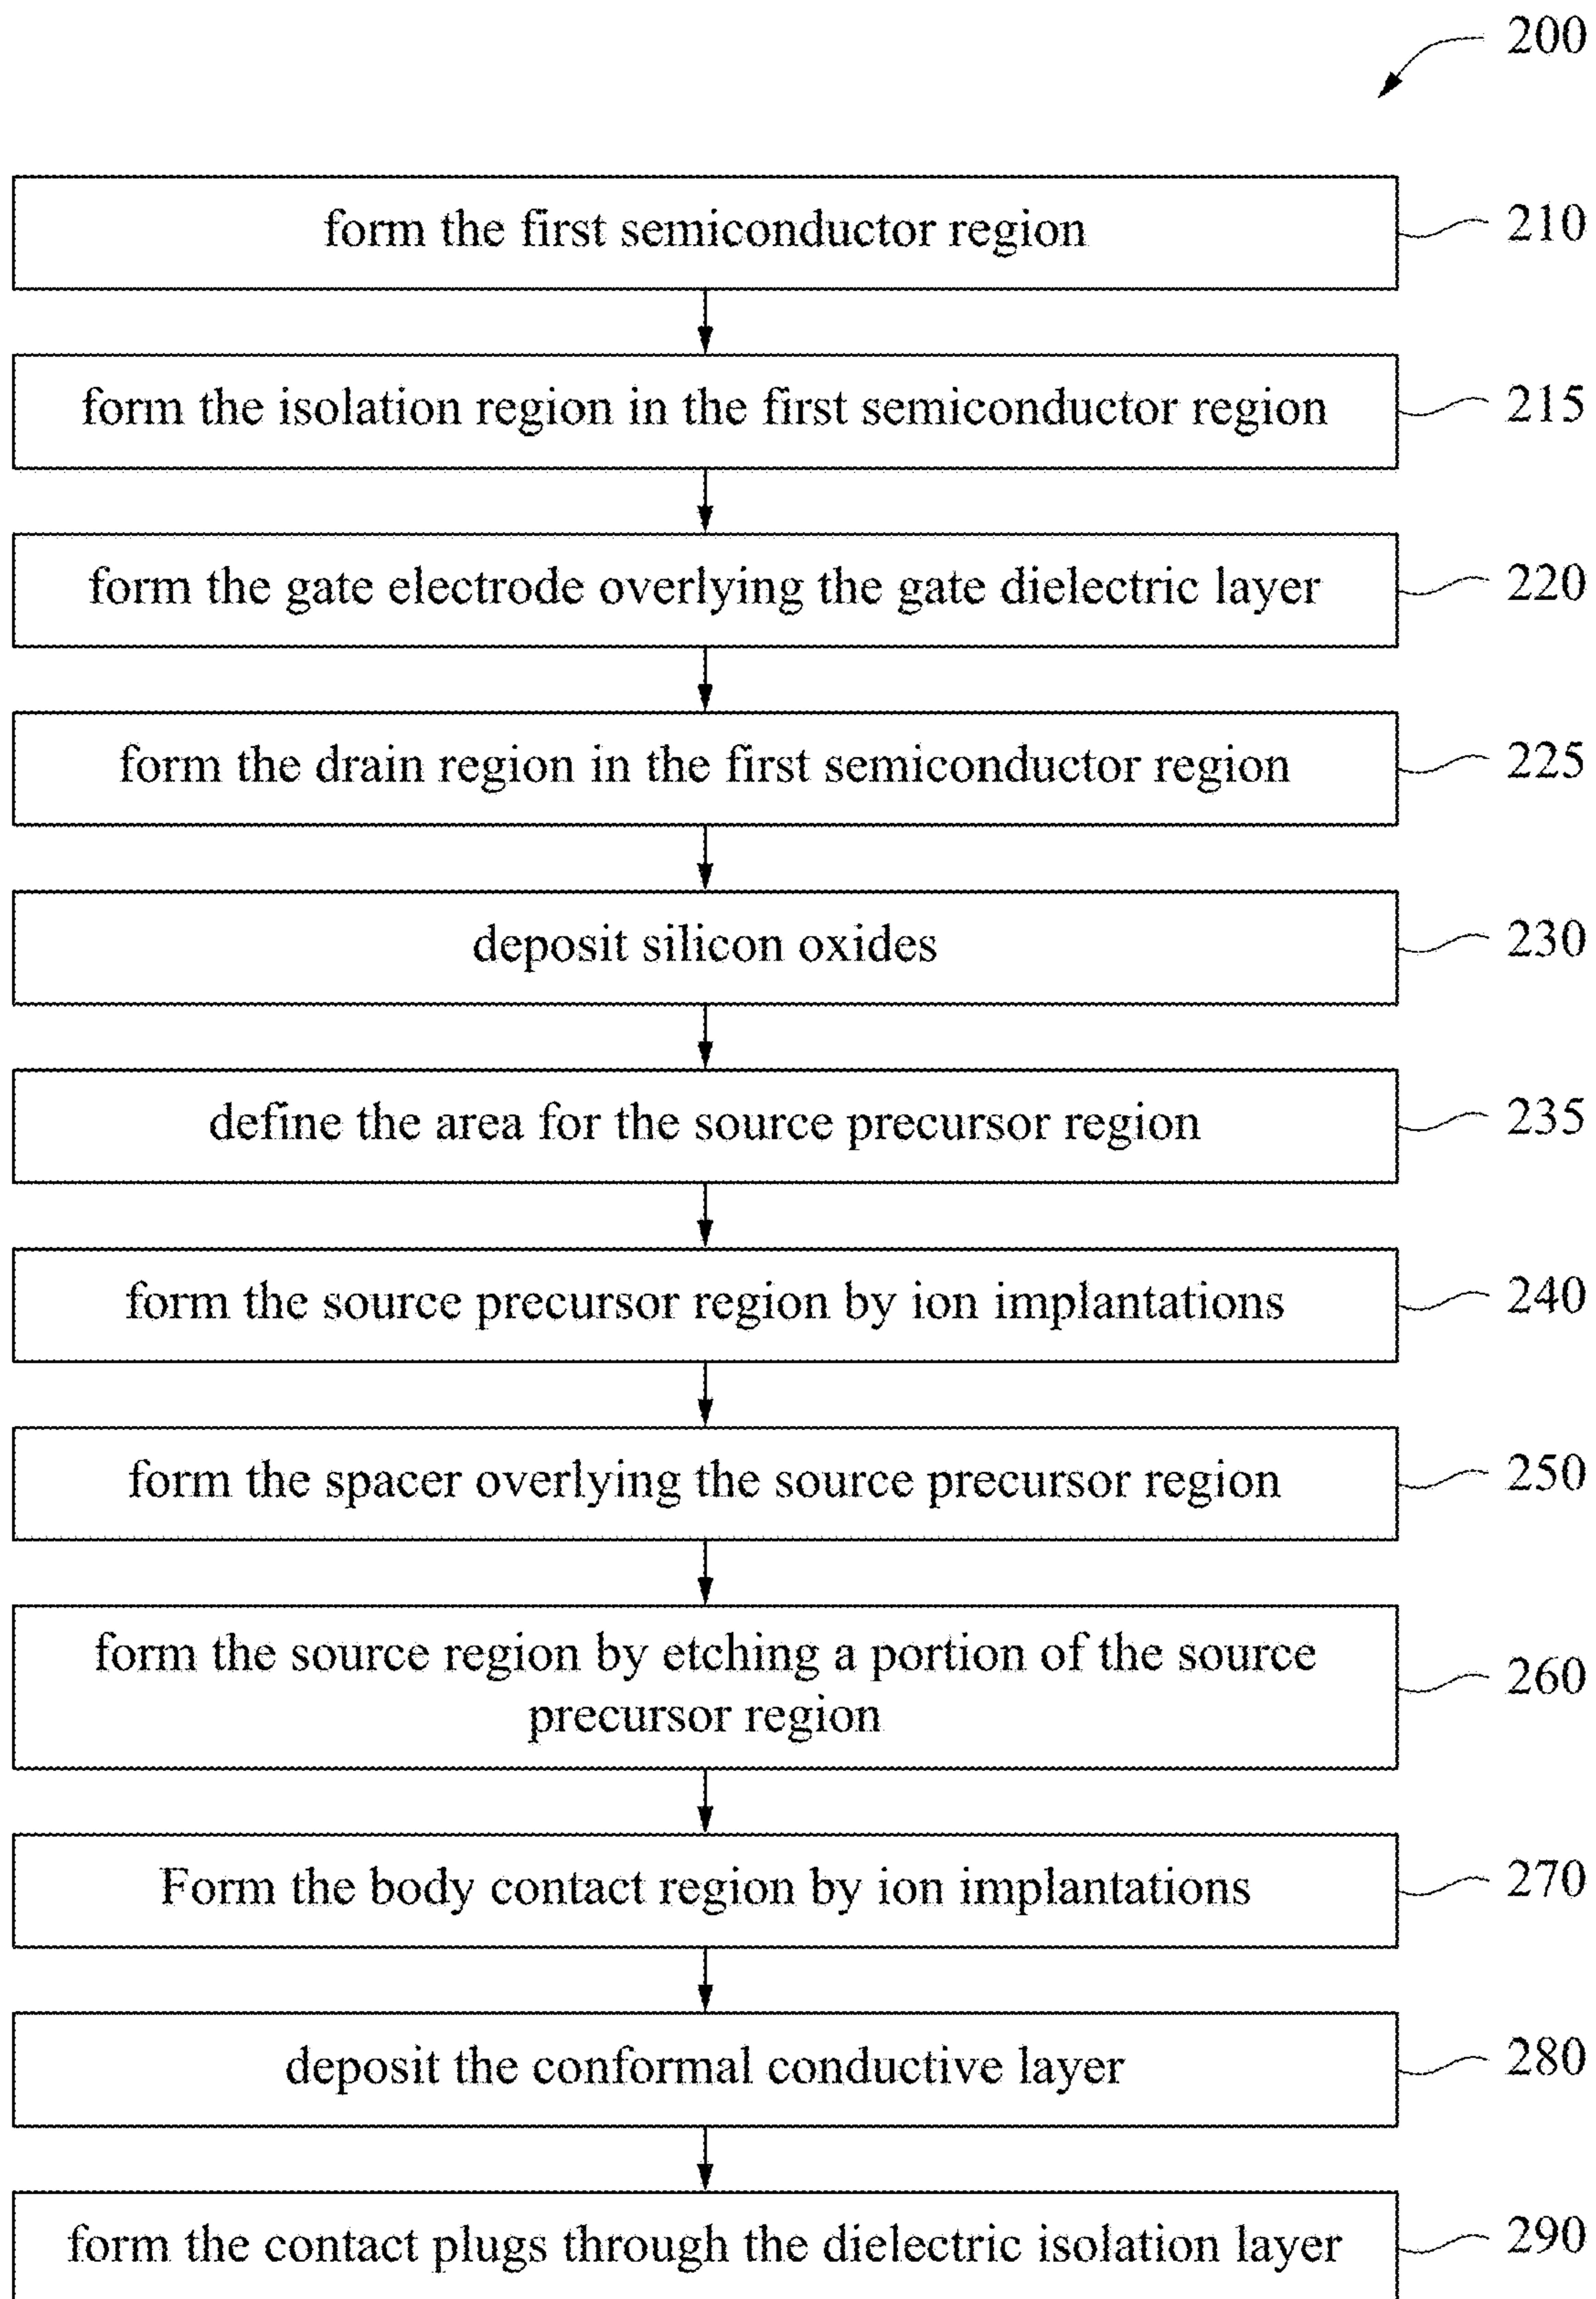 200
form the first semiconductor region 210
form the isolation region in the first semiconductor region 215
form the gate electrode overlying the gate dielectric layer 220
form the drain region in the first semiconductor region 225
deposit silicon oxides 230
define the area for the source precursor region 235
form the source precursor region by ion implantations 240
form the spacer overlying the source precursor region 250
form the source region by etching a portion of the source
precursor region 260
Form the body contact region by ion implantations 270
deposit the conformal conductive layer 280
form the contact plugs through the dielectric isolation layer 290